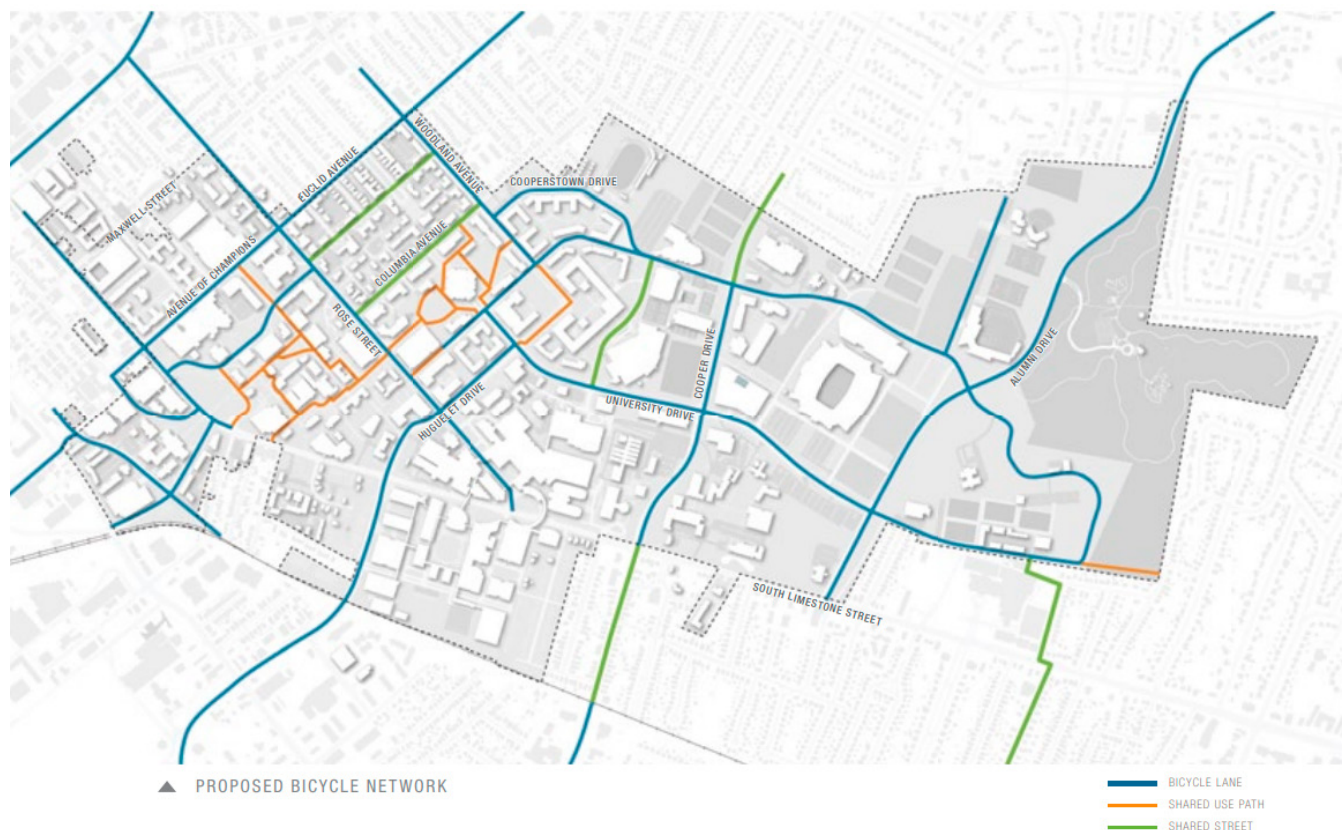 WOODLAND AVENUE
EUCLID AVENUE
COOPERSTOWN DRIVE
MAXWELL STREET
COLUMBIA AVENUE
AVENUE OF CHAMPIONS
ROSE STREET
ALUMNI DRIVE
COOPER DRIVE
HUGUELET DRIVE
UNIVERSITY DRIVE
SOUTH LIMESTONE STREET
▲ PROPOSED BICYCLE NETWORK
BICYCLE LANE
SHARED USE PATH
SHARED STREET